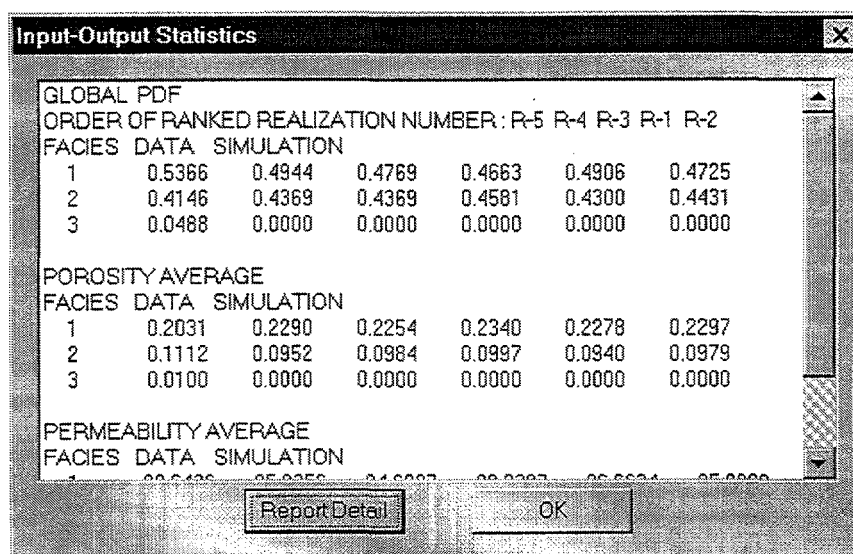 Input-Output Statistics
GLOBAL PDF
ORDER OF RANKED REALIZATION NUMBER : R-5 R-4 R-3 R-1 R-2
FACIES DATA SIMULATION
1 0.5366 0.4944 0.4769 0.4663 0.4906 0.4725
2 0.4146 0.4369 0.4369 0.4581 0.4300 0.4431
3 0.0488 0.0000 0.0000 0.0000 0.0000 0.0000
POROSITY AVERAGE
FACIES DATA SIMULATION
1 0.2031 0.2290 0.2254 0.2340 0.2278 0.2297
2 0.1112 0.0952 0.0984 0.0997 0.0940 0.0979
3 0.0100 0.0000 0.0000 0.0000 0.0000 0.0000
PERMEABILITY AVERAGE
FACIES DATA SIMULATION
1
Report Detail OK